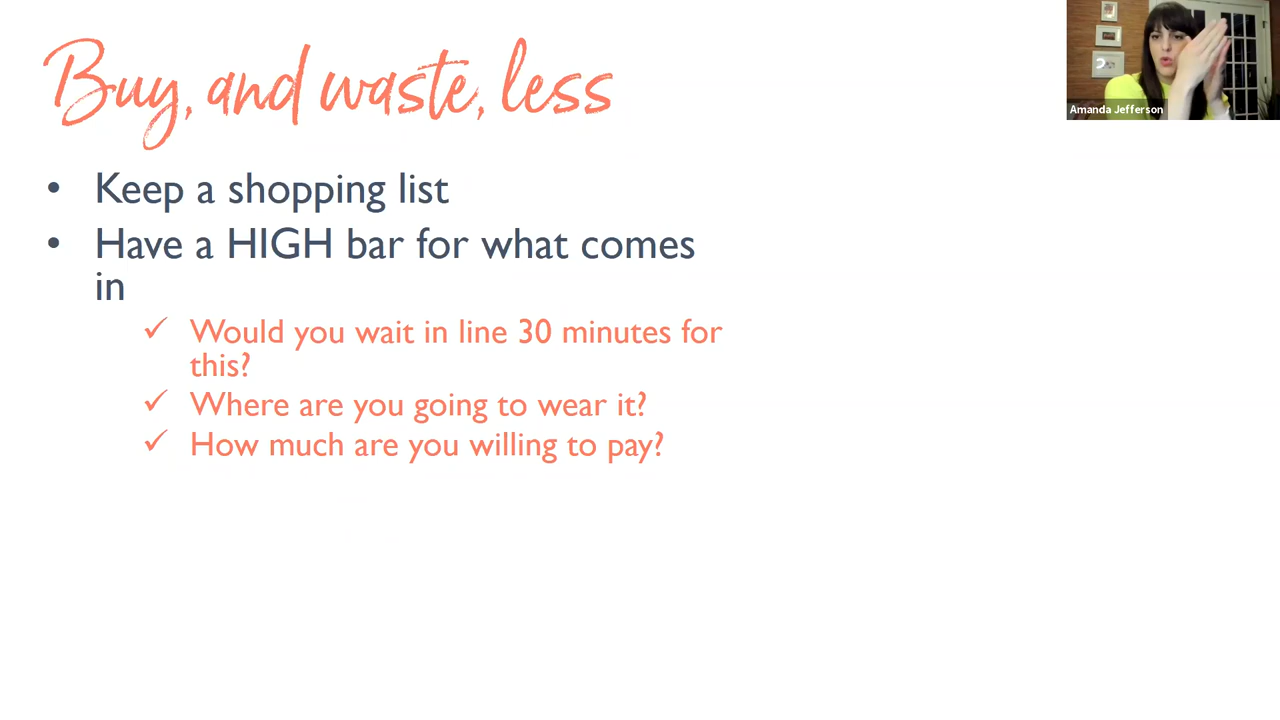 Buy, and waste, less
• Keep a shopping list
• Have a HIGH bar for what comes
in
✓ Would you wait in line 30 minutes for
this?
✓ Where are you going to wear it?
✓ How much are you willing to pay?
Amanda Jefferson